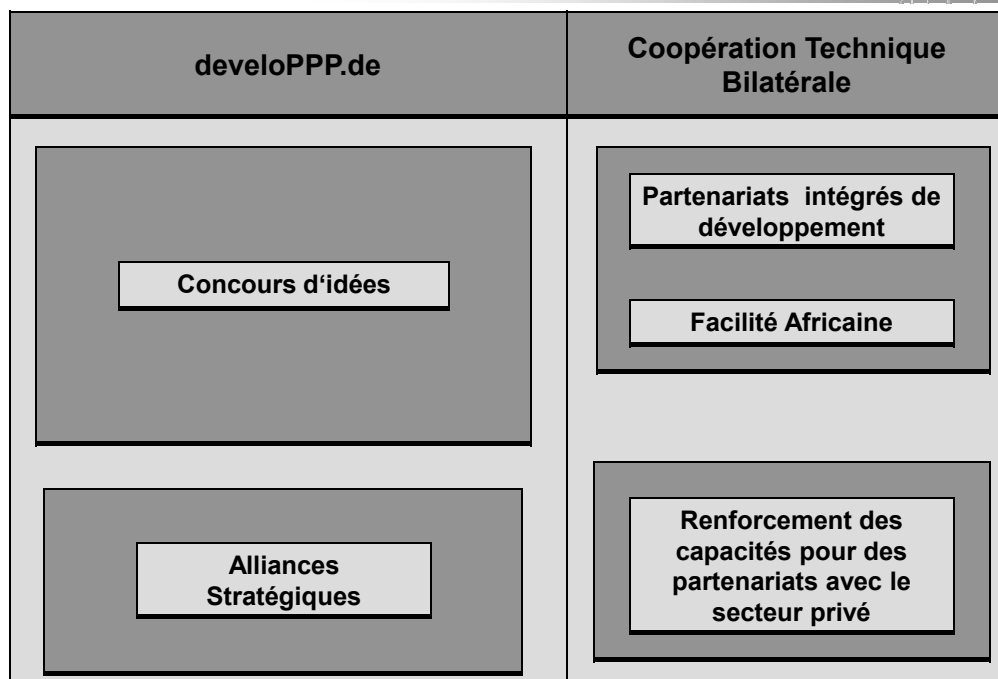 develoPPP.de
Coopération Technique
Bilatérale
Concours d‘idées
Alliances
Stratégiques
Partenariats intégrés de
développement
Facilité Africaine
Renforcement des
capacités pour des
partenariats avec le
secteur privé